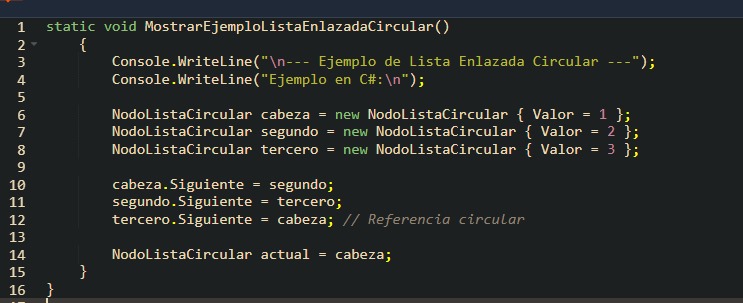 1 static void MostrarEjemploListaEnlazadaCircular()
2 {
3 Console.WriteLine("\n--- Ejemplo de Lista Enlazada Circular ---");
4 Console.WriteLine("Ejemplo en C#:\n");
5
6 NodoListaCircular cabeza = new NodoListaCircular { Valor = 1 };
7 NodoListaCircular segundo = new NodoListaCircular { Valor = 2 };
8 NodoListaCircular tercero = new NodoListaCircular { Valor = 3 };
9
10 cabeza.Siguiente = segundo;
11 segundo.Siguiente = tercero;
12 tercero.Siguiente = cabeza; // Referencia circular
13
14 NodoListaCircular actual = cabeza;
15 }
16 }